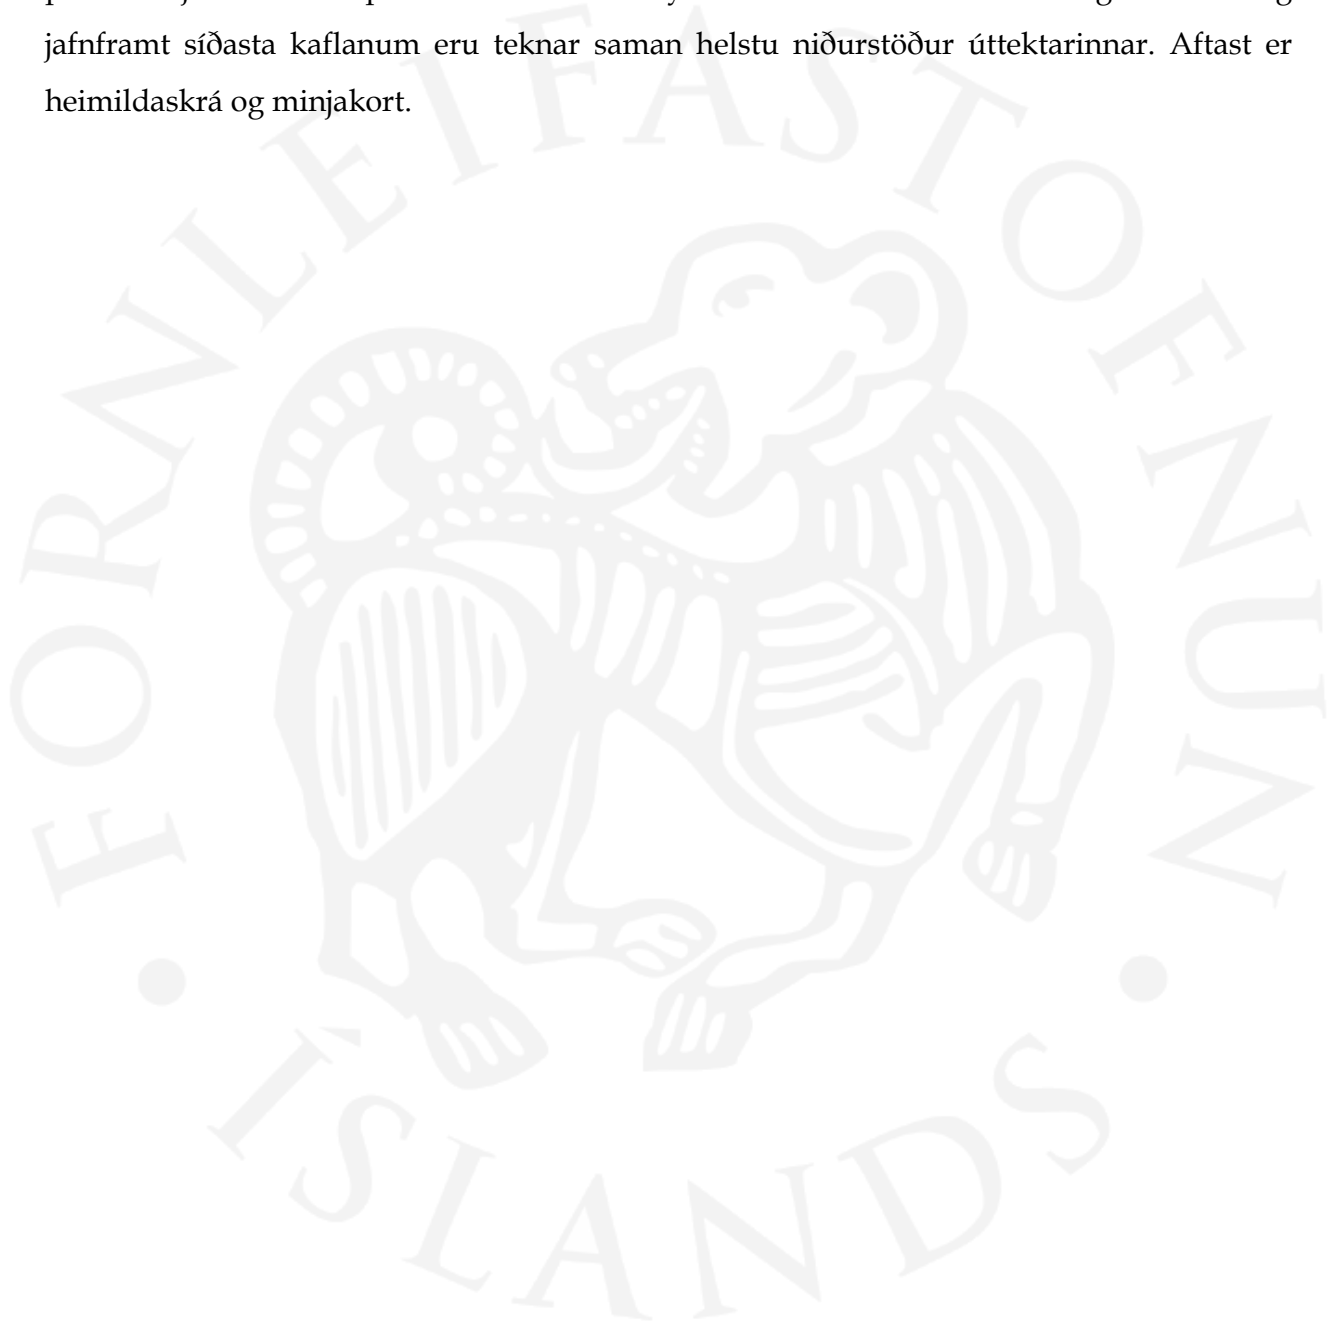 jafnframt síðasta kaflanum eru teknar saman helstu niðurstöður úttektarinnar. Aftast er
heimildaskrá og minjakort.
FORNLEIFASTOFNUN
ÍSLANDS